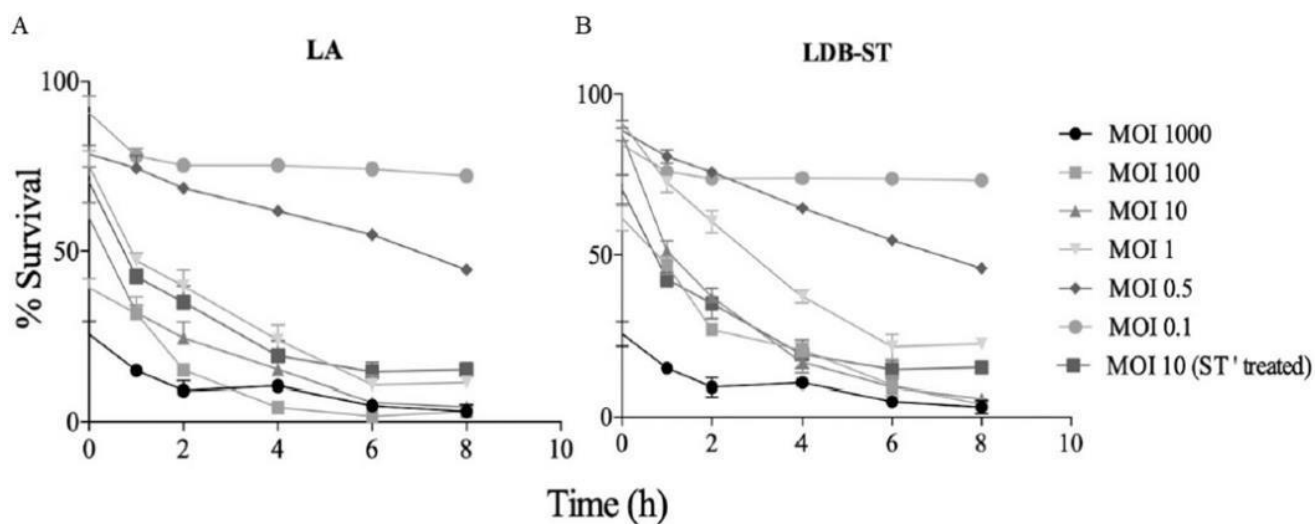 A
LA
% Survival
100
50
0
0 2 4 6 8 10
B
LDB-ST
100
50
0
0 2 4 6 8 10
Time (h)
MOI 1000
MOI 100
MOI 10
MOI 1
MOI 0.5
MOI 0.1
MOI 10 (ST' treated)